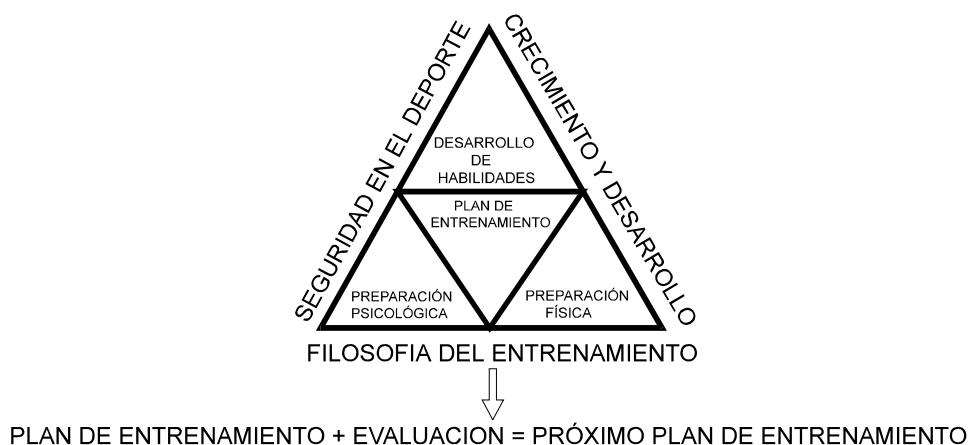 SEGURIDAD EN EL DEPORTE
CRECIMIENTO Y DESARROLLO
DESARROLLO
DE
HABILIDADES
PLAN DE
ENTRENAMIENTO
PREPARACIÓN
PSICOLÓGICA
PREPARACIÓN
FÍSICA
FILOSOFIA DEL ENTRENAMIENTO
PLAN DE ENTRENAMIENTO + EVALUACION = PRÓXIMO PLAN DE ENTRENAMIENTO